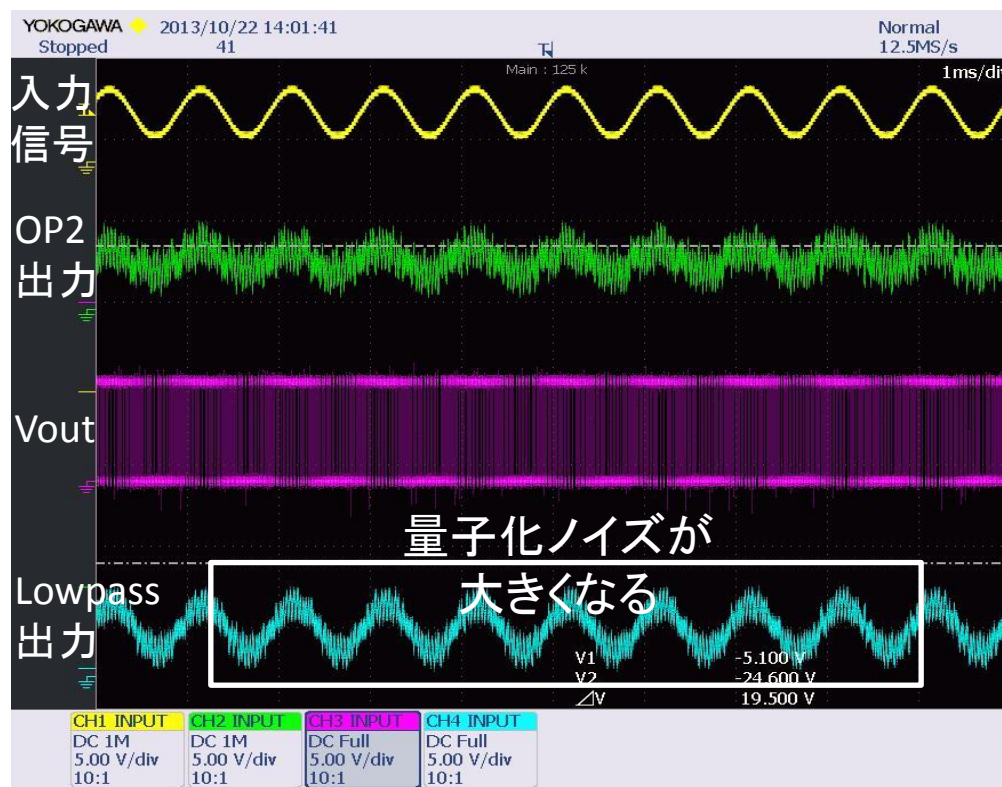 YOKOGAWA 2013/10/22 14:01:41 Normal
Stopped 41 12.5MS/s
Main : 125 k 1ms/div
入力
信号
OP2
出力
Vout
量子化ノイズが
大きくなる
Lowpass
出力
V1 -5.100 V
V2 -24.600 V
⊿V 19.500 V
CH1 INPUT CH2 INPUT CH3 INPUT CH4 INPUT
DC 1M DC 1M DC Full DC Full
5.00 V/div 5.00 V/div 5.00 V/div 5.00 V/div
10:1 10:1 10:1 10:1